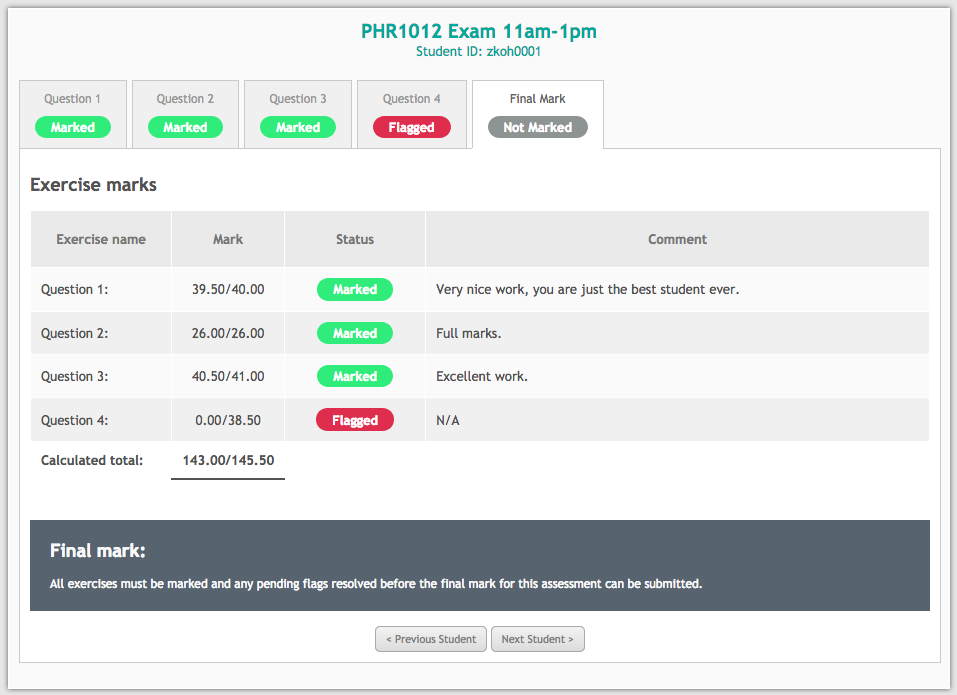 PHR1012 Exam 11am-1pm
Student ID: zkoh0001
Question 1 Question 2 Question 3 Question 4 Final Mark
Marked Marked Marked Flagged Not Marked
Exercise marks
Exercise name Mark Status Comment
Question 1: 39.50/40.00 Marked Very nice work, you are just the best student ever.
Question 2: 26.00/26.00 Marked Full marks.
Question 3: 40.50/41.00 Marked Excellent work.
Question 4: 0.00/38.50 Flagged N/A
Calculated total: 143.00/145.50
Final mark:
All exercises must be marked and any pending flags resolved before the final mark for this assessment can be submitted.
< Previous Student Next Student >